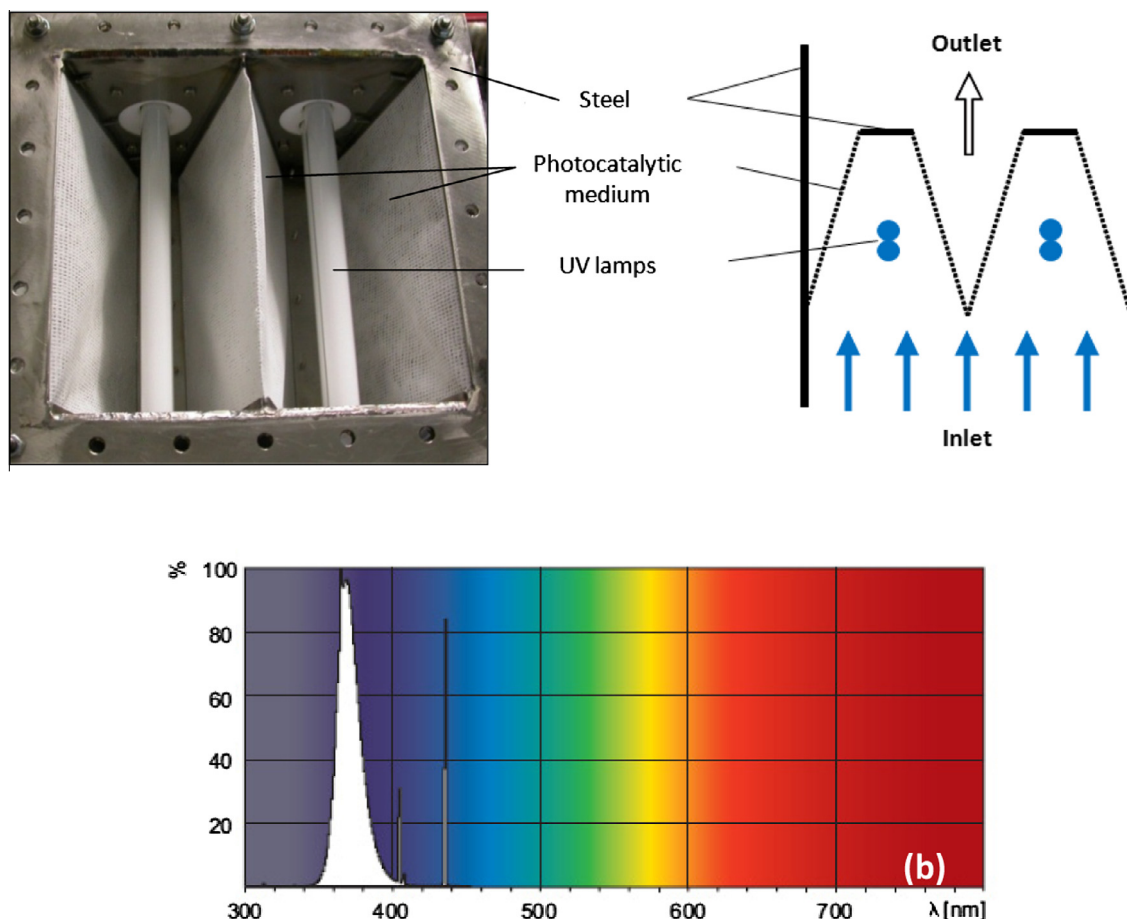 Outlet
Steel
Photocatalytic
medium
UV lamps
Inlet
%
100
80
60
40
20
(b)
300 400 500 600 700 λ [nm]